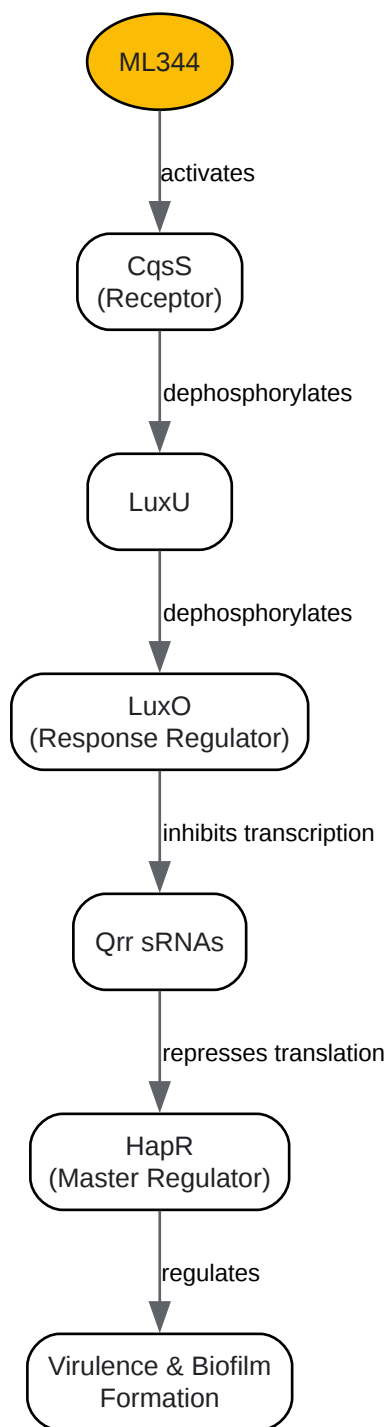 ML344
activates
CqsS
(Receptor)
dephosphorylates
LuxU
dephosphorylates
LuxO
(Response Regulator)
inhibits transcription
Qrr sRNAs
represses translation
HapR
(Master Regulator)
regulates
Virulence & Biofilm
Formation